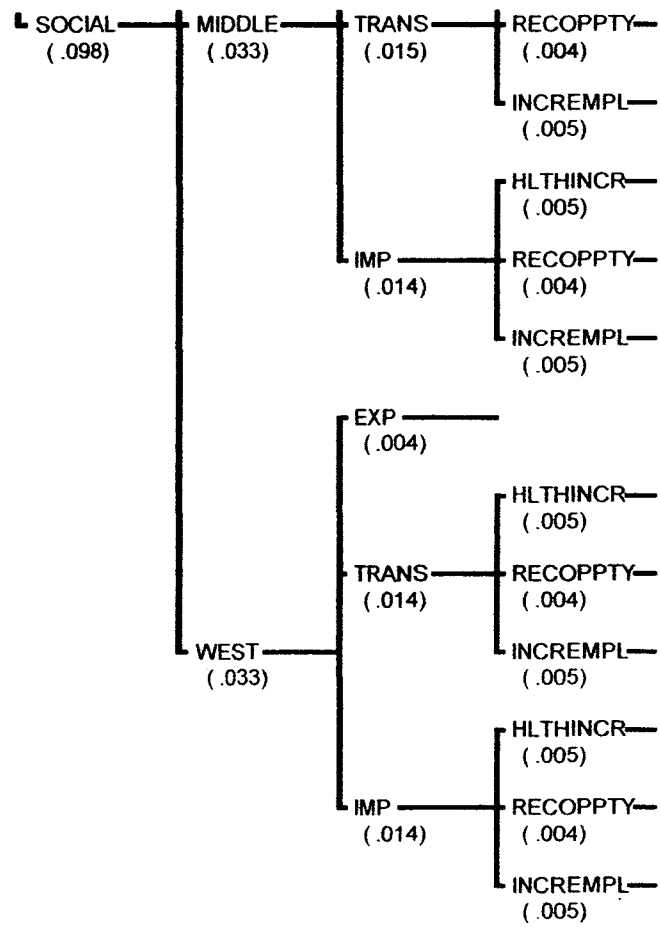 SOCIAL MIDDLE TRANS RECOPPTY
( .098) ( .033) ( .015) ( .004)
INCREMPL
( .005)
HLTHINCR
( .005)
IMP RECOPPTY
( .014) ( .004)
INCREMPL
( .005)
EXP
( .004)
HLTHINCR
( .005)
TRANS RECOPPTY
( .014) ( .004)
WEST INCREMPL
( .033) ( .005)
HLTHINCR
( .005)
IMP RECOPPTY
( .014) ( .004)
INCREMPL
( .005)